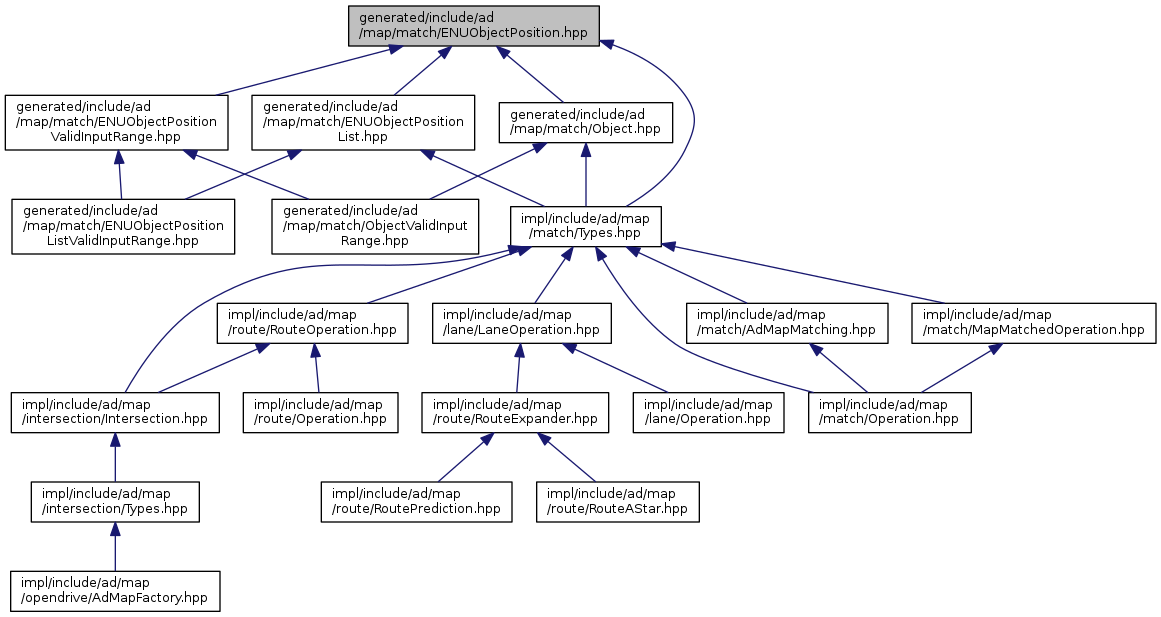 generated/include/ad
/map/match/ENUObjectPosition.hpp
generated/include/ad
/map/match/ENUObjectPosition
ValidInputRange.hpp
generated/include/ad
/map/match/ENUObjectPosition
List.hpp
generated/include/ad
/map/match/Object.hpp
generated/include/ad
/map/match/ENUObjectPosition
ListValidInputRange.hpp
generated/include/ad
/map/match/ObjectValidInput
Range.hpp
impl/include/ad/map
/match/Types.hpp
impl/include/ad/map
/route/RouteOperation.hpp
impl/include/ad/map
/lane/LaneOperation.hpp
impl/include/ad/map
/match/AdMapMatching.hpp
impl/include/ad/map
/match/MapMatchedOperation.hpp
impl/include/ad/map
/intersection/Intersection.hpp
impl/include/ad/map
/route/Operation.hpp
impl/include/ad/map
/route/RouteExpander.hpp
impl/include/ad/map
/lane/Operation.hpp
impl/include/ad/map
/match/Operation.hpp
impl/include/ad/map
/intersection/Types.hpp
impl/include/ad/map
/route/RoutePrediction.hpp
impl/include/ad/map
/route/RouteAStar.hpp
impl/include/ad/map
/opendrive/AdMapFactory.hpp